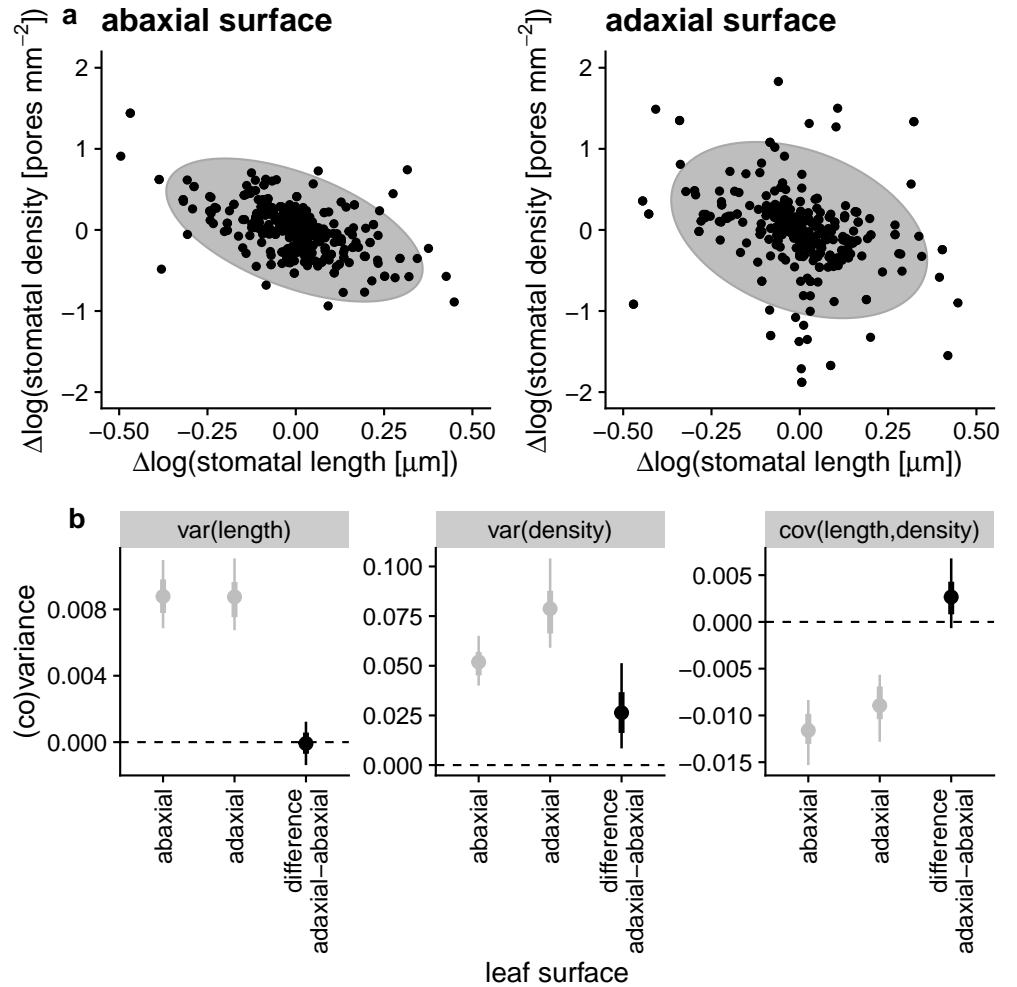 a abaxial surface adaxial surface
Δlog(stomatal density [pores mm⁻²])
2
1
0
−1
−2
−0.50 −0.25 0.00 0.25 0.50
Δlog(stomatal length [μm])
Δlog(stomatal density [pores mm⁻²])
2
1
0
−1
−2
−0.50 −0.25 0.00 0.25 0.50
Δlog(stomatal length [μm])
b
(co)variance
var(length)
0.008
0.004
0.000
abaxial
adaxial
difference
adaxial−abaxial
var(density)
0.100
0.075
0.050
0.025
0.000
abaxial
adaxial
difference
adaxial−abaxial
cov(length,density)
0.005
0.000
−0.005
−0.010
−0.015
abaxial
adaxial
difference
adaxial−abaxial
leaf surface